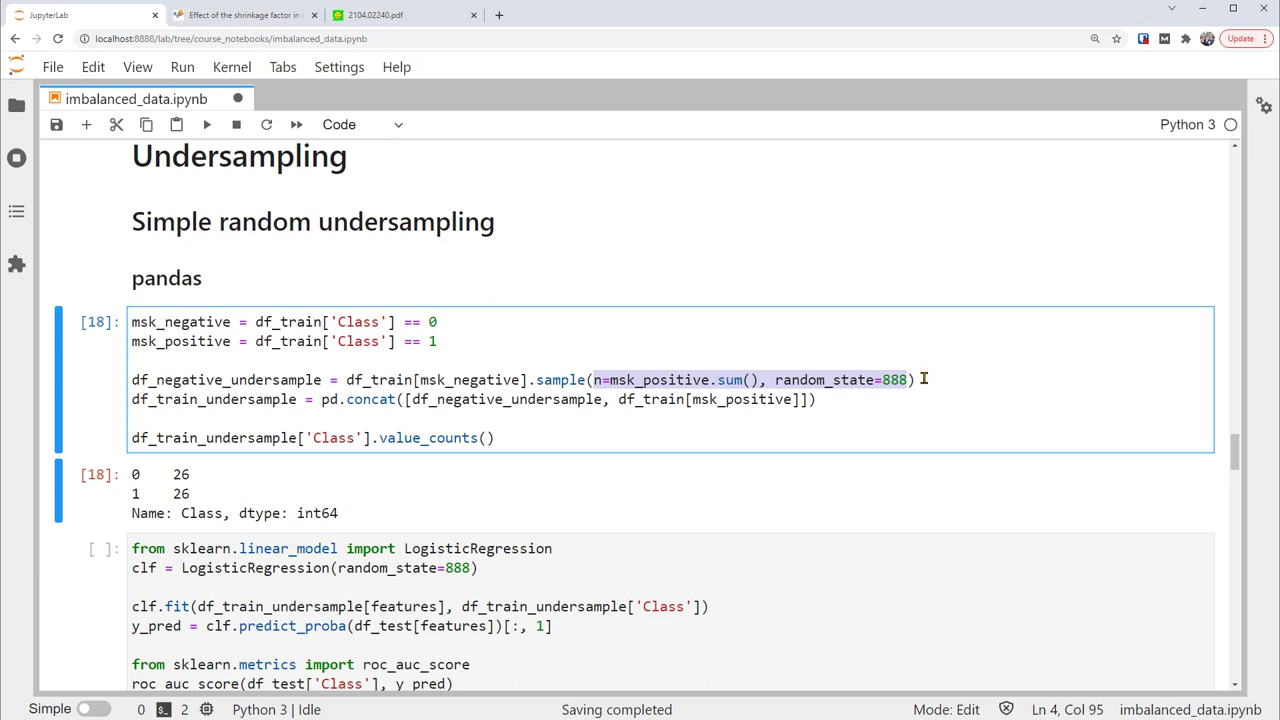 JupyterLab
Effect of the shrinkage factor in
2104.02240.pdf
localhost:8888/lab/tree/course_notebooks/imbalanced_data.ipynb
Update
File Edit View Run Kernel Tabs Settings Help
imbalanced_data.ipynb
Code
Python 3
Undersampling
Simple random undersampling
pandas
[18]:
msk_negative = df_train['Class'] == 0
msk_positive = df_train['Class'] == 1
df_negative_undersample = df_train[msk_negative].sample(n=msk_positive.sum(), random_state=888)
df_train_undersample = pd.concat([df_negative_undersample, df_train[msk_positive]])
df_train_undersample['Class'].value_counts()
[18]:
0    26
1    26
Name: Class, dtype: int64
[ ]:
from sklearn.linear_model import LogisticRegression
clf = LogisticRegression(random_state=888)
clf.fit(df_train_undersample[features], df_train_undersample['Class'])
y_pred = clf.predict_proba(df_test[features])[:, 1]
from sklearn.metrics import roc_auc_score
roc_auc_score(df_test['Class'], y_pred)
Simple 0 2 Python 3 | Idle Saving completed Mode: Edit Ln 4, Col 95 imbalanced_data.ipynb